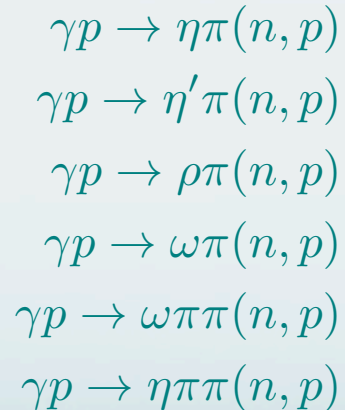 γp → ηπ(n, p)
γp → η′π(n, p)
γp → ρπ(n, p)
γp → ωπ(n, p)
γp → ωππ(n, p)
γp → ηππ(n, p)